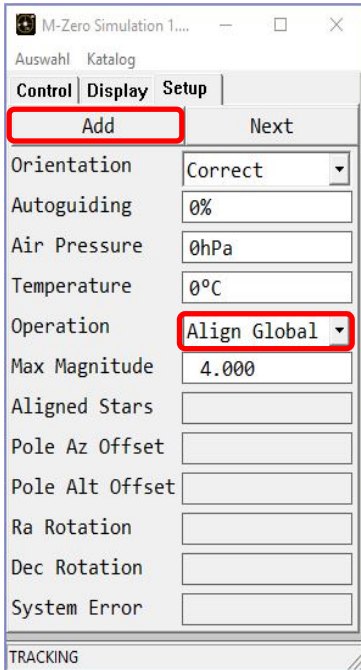 M-Zero Simulation 1....
Auswahl Katalog
Control Display Setup
Add Next
Orientation Correct
Autoguiding 0%
Air Pressure 0hPa
Temperature 0ºC
Operation Align Global
Max Magnitude 4.000
Aligned Stars
Pole Az Offset
Pole Alt Offset
Ra Rotation
Dec Rotation
System Error
TRACKING